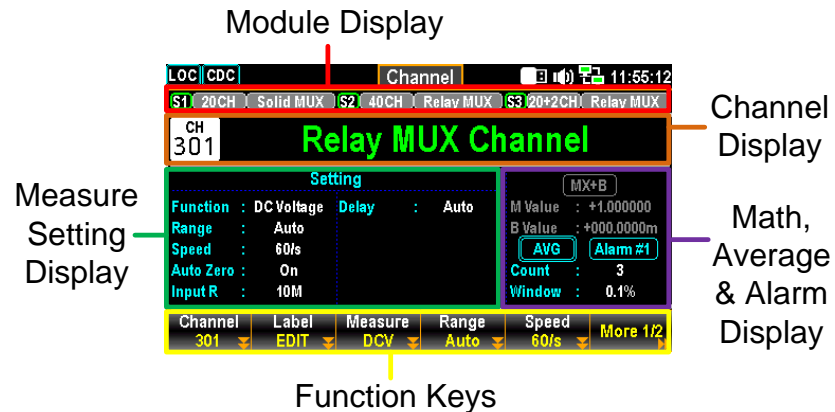 Module Display
LOC CDC Channel 11:55:12
S1 20CH Solid MUX S2 40CH Relay MUX S3 20+2CH Relay MUX
CH
301
Relay MUX Channel
Channel
Display
Setting
Function : DC Voltage Delay : Auto
Range : Auto
Speed : 60/s
Auto Zero : On
Input R : 10M
Measure
Setting
Display
MX+B
M Value : +1.000000
B Value : +000.0000m
AVG Alarm #1
Count : 3
Window : 0.1%
Math,
Average
& Alarm
Display
Channel Label Measure Range Speed More 1/2
301 EDIT DCV Auto 60/s
Function Keys